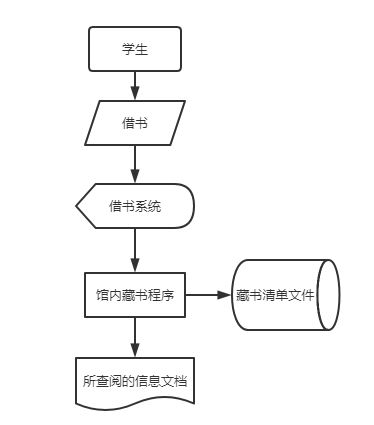 学生
借书
借书系统
馆内藏书程序
藏书清单文件
所查阅的信息文档